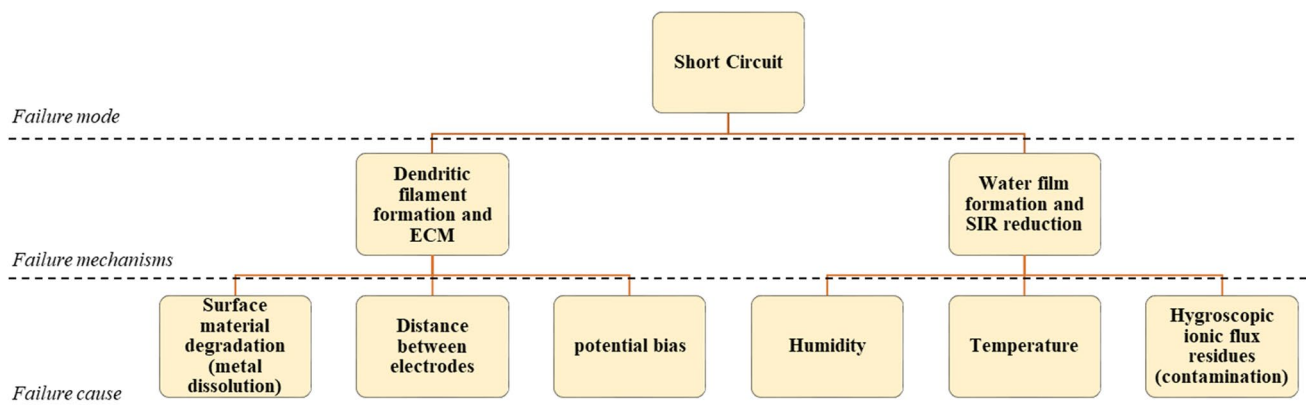 Short Circuit
Failure mode
Dendritic
filament
formation and
ECM
Water film
formation and
SIR reduction
Failure mechanisms
Surface
material
degradation
(metal
dissolution)
Distance
between
electrodes
potential bias
Humidity
Temperature
Hygroscopic
ionic flux
residues
(contamination)
Failure cause